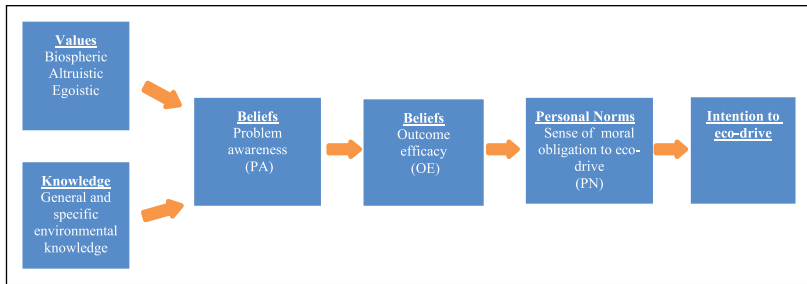 Values
Biospheric
Altruistic
Egoistic
Knowledge
General and
specific
environmental
knowledge
Beliefs
Problem
awareness
(PA)
Beliefs
Outcome
efficacy
(OE)
Personal Norms
Sense of moral
obligation to eco-
drive
(PN)
Intention to
eco-drive